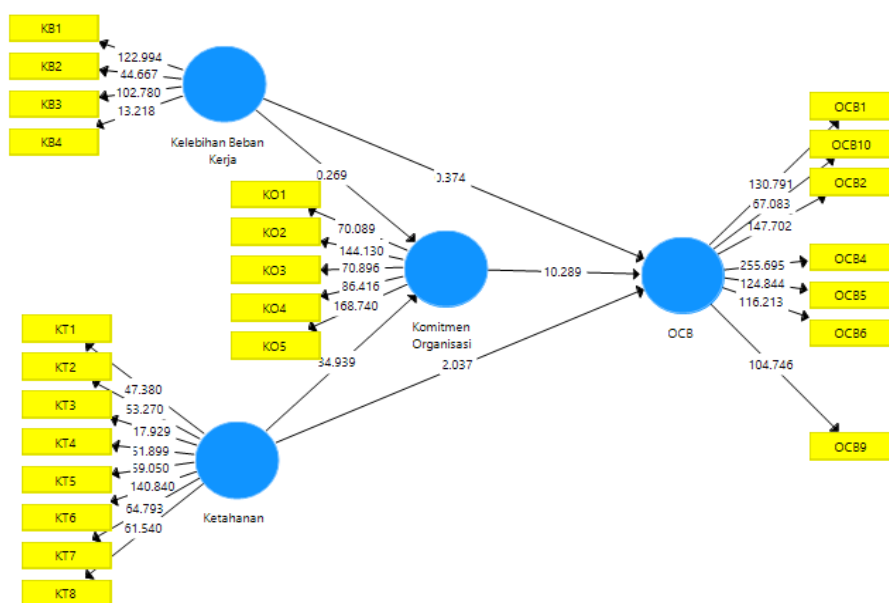 KB1
KB2
KB3
KB4
122.994
44.667
102.780
13.218
Kelebihan Beban
Kerja
0.269
0.374
KO1
KO2
KO3
KO4
KO5
70.089
144.130
70.896
86.416
168.740
Komitmen
Organisasi
10.289
34.939
2.037
OCB1
OCB10
OCB2
OCB4
OCB5
OCB6
OCB9
130.791
67.083
147.702
255.695
124.844
116.213
104.746
OCB
KT1
KT2
KT3
KT4
KT5
KT6
KT7
KT8
47.380
53.270
17.929
140.840
64.793
61.540
Ketahanan